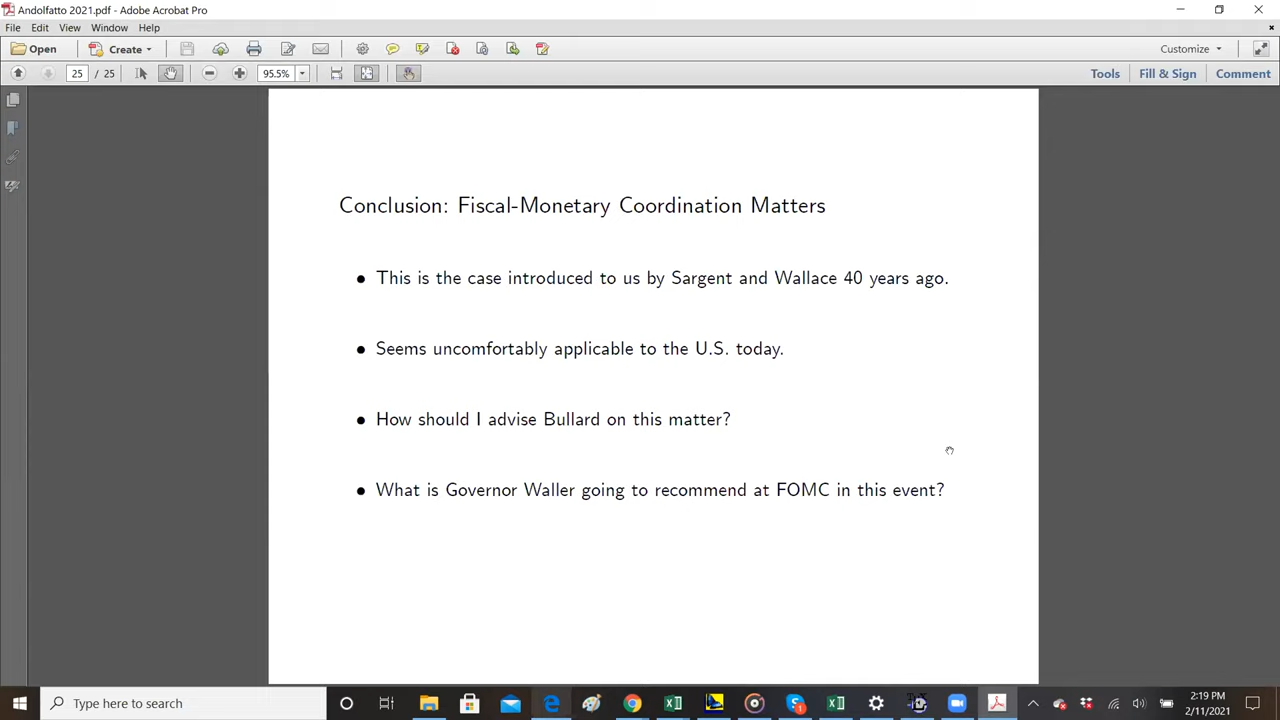 Andolfatto 2021.pdf - Adobe Acrobat Pro
File Edit View Window Help
Open Create Customize
25 / 25 95.5% Tools Fill & Sign Comment
Conclusion: Fiscal-Monetary Coordination Matters
• This is the case introduced to us by Sargent and Wallace 40 years ago.
• Seems uncomfortably applicable to the U.S. today.
• How should I advise Bullard on this matter?
• What is Governor Waller going to recommend at FOMC in this event?
Type here to search
2:19 PM
2/11/2021